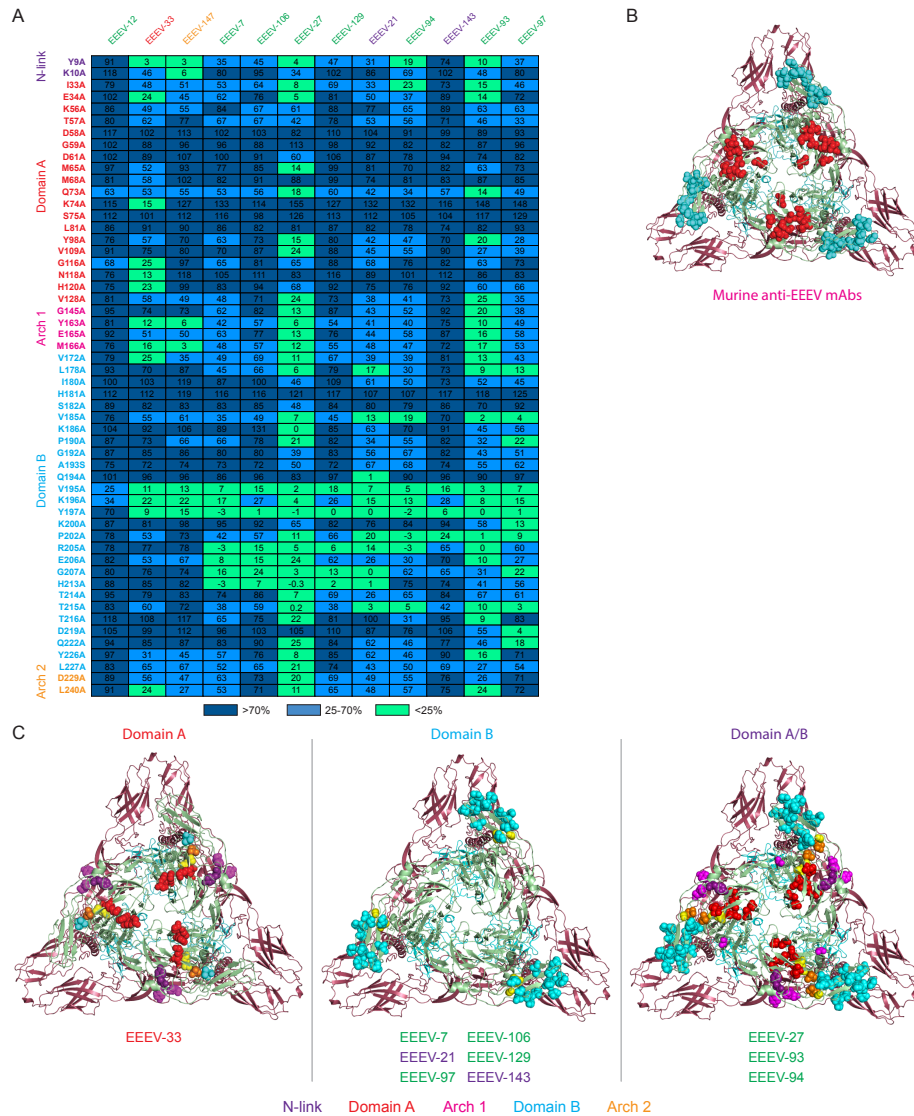 A
B
EEEV-12 EEEV-33 EEEV-147 EEEV-7 EEEV-106 EEEV-27 EEEV-129 EEEV-21 EEEV-94 EEEV-143 EEEV-93 EEEV-97
N-link
Domain A
Arch 1
Domain B
Arch 2
Y9A 91 3 3 35 45 4 47 31 19 74 10 37
K10A 118 46 6 80 95 34 102 86 69 102 48 80
I33A 79 48 51 53 64 8 69 33 23 73 15 46
E34A 102 24 45 62 76 5 81 50 37 89 14 72
K56A 86 49 55 84 67 61 88 77 65 89 63 63
T57A 80 62 77 67 67 42 78 53 56 71 46 33
D58A 117 102 113 102 103 82 110 104 91 99 89 93
G59A 102 88 96 96 88 113 98 92 82 82 87 96
D61A 102 89 107 100 91 60 106 87 78 94 74 82
M65A 97 52 93 77 85 14 99 81 70 82 63 73
M68A 81 58 102 82 91 88 99 74 81 83 87 85
Q73A 63 53 55 53 56 18 60 42 34 57 14 49
K74A 115 15 127 133 114 155 127 132 132 116 148 148
S75A 112 101 112 116 98 126 113 112 105 104 117 129
L81A 86 91 90 86 82 81 87 82 78 74 82 83
Y98A 76 57 70 63 73 15 80 42 47 70 20 28
V109A 91 75 80 70 87 24 88 45 55 90 27 39
G116A 68 25 97 65 81 65 88 68 76 82 63 73
N118A 76 13 118 105 111 83 116 89 101 112 86 83
H120A 72 23 99 83 94 68 92 75 76 92 60 66
V128A 81 58 49 48 71 24 83 38 41 73 25 35
G145A 95 74 73 62 82 13 87 43 52 92 20 38
Y163A 81 12 6 42 57 6 54 41 40 75 10 49
E165A 92 51 50 63 77 13 76 44 58 87 16 58
M166A 76 16 3 48 57 12 55 48 47 72 17 53
V172A 79 25 35 49 69 11 67 39 39 81 13 43
L178A 93 70 87 45 66 6 79 17 30 73 9 13
I180A 100 103 119 87 100 46 109 61 50 73 52 45
H181A 112 112 119 116 116 121 117 107 107 117 118 125
S182A 89 82 83 83 85 48 84 80 79 86 70 92
V185A 76 55 61 35 49 7 45 13 19 70 2 4
K186A 104 92 106 89 131 0 85 63 70 91 45 56
P190A 87 73 66 66 78 21 82 34 55 82 32 22
G192A 87 85 86 80 80 39 83 56 67 82 43 51
A193S 75 72 74 73 72 50 72 67 68 74 55 62
Q194A 101 96 96 86 96 83 97 1 90 96 90 97
V195A 25 11 13 7 15 2 18 7 5 16 3 7
K196A 34 22 22 17 27 4 26 15 13 28 8 15
Y197A 70 9 15 -3 1 -1 0 0 -2 6 0 1
K200A 87 81 98 95 92 65 82 76 84 94 58 13
P202A 78 53 73 42 57 11 66 20 -3 24 1 9
R205A 78 77 78 -3 15 5 6 14 -3 65 0 60
E206A 82 53 67 8 15 24 62 26 30 70 10 27
G207A 80 76 74 16 24 3 13 0 62 65 31 22
H213A 86 85 82 -3 7 -0.3 2 1 75 74 41 56
T214A 95 79 83 74 86 7 69 26 65 84 67 61
T215A 83 60 72 38 59 0.2 38 3 5 42 10 3
T216A 118 108 117 65 75 22 81 100 31 95 9 83
D219A 105 99 112 96 103 105 110 87 76 106 55 4
Q222A 94 85 87 83 90 25 84 62 46 77 46 18
Y226A 97 31 45 57 76 8 85 62 46 90 16 71
L227A 83 65 67 52 65 21 74 43 50 69 27 54
D229A 89 56 47 63 73 20 69 49 55 76 26 71
L240A 91 24 27 53 71 11 65 48 57 75 24 72
>70% 25-70% <25%
Murine anti-EEEV mAbs
C
Domain A
Domain B
Domain A/B
EEEV-33
EEEV-7 EEEV-106
EEEV-21 EEEV-129
EEEV-97 EEEV-143
EEEV-27
EEEV-93
EEEV-94
N-link Domain A Arch 1 Domain B Arch 2